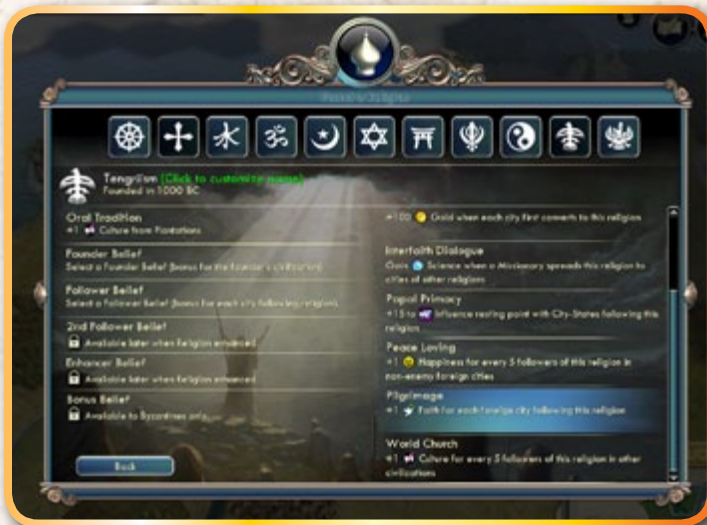 Found a Religion
Tengriism (Click to customize name)
Founded in 1000 BC
Oral Tradition
+1 Culture from Plantations
Founder Belief
Select a Founder Belief (bonus for the founder's civilization).
Follower Belief
Select a Follower Belief (bonus for each city following religion).
2nd Follower Belief
Available later when Religion enhanced
Enhancer Belief
Available later when Religion enhanced
Bonus Belief
Available to Byzantines only
Back
+100 Gold when each city first converts to this religion
Interfaith Dialogue
Gain Science when a Missionary spreads this religion to
cities of other religions
Papal Primacy
+15 to Influence resting point with City-States following this
religion
Peace Loving
+1 Happiness for every 5 followers of this religion in
non-enemy foreign cities
Pilgrimage
+1 Faith for each foreign city following this religion
World Church
+1 Culture for every 5 followers of this religion in other
civilizations